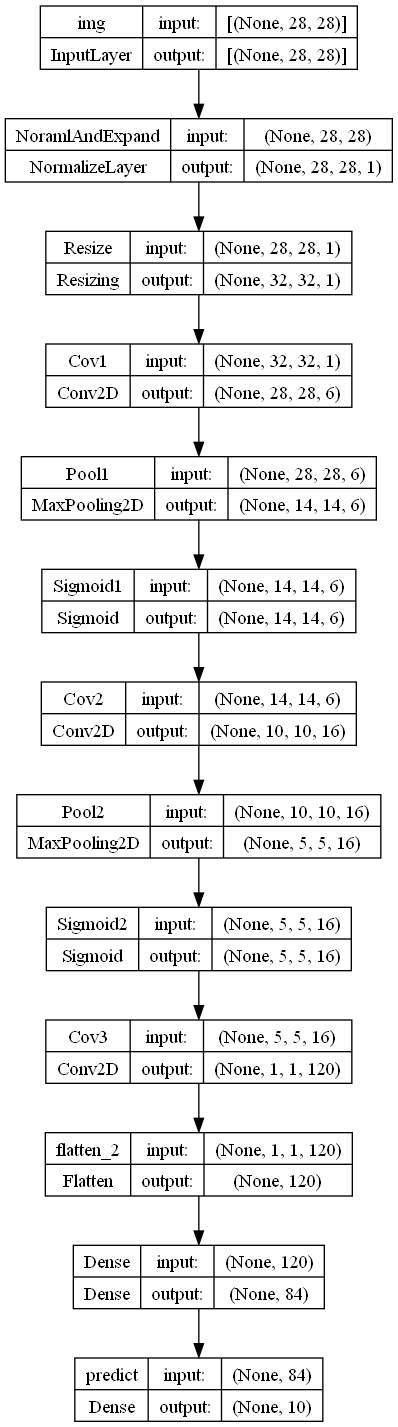 img input: [(None, 28, 28)]
InputLayer output: [(None, 28, 28)]
NoramlAndExpand input: (None, 28, 28)
NormalizeLayer output: (None, 28, 28, 1)
Resize input: (None, 28, 28, 1)
Resizing output: (None, 32, 32, 1)
Cov1 input: (None, 32, 32, 1)
Conv2D output: (None, 28, 28, 6)
Pool1 input: (None, 28, 28, 6)
MaxPooling2D output: (None, 14, 14, 6)
Sigmoid1 input: (None, 14, 14, 6)
Sigmoid output: (None, 14, 14, 6)
Cov2 input: (None, 14, 14, 6)
Conv2D output: (None, 10, 10, 16)
Pool2 input: (None, 10, 10, 16)
MaxPooling2D output: (None, 5, 5, 16)
Sigmoid2 input: (None, 5, 5, 16)
Sigmoid output: (None, 5, 5, 16)
Cov3 input: (None, 5, 5, 16)
Conv2D output: (None, 1, 1, 120)
flatten_2 input: (None, 1, 1, 120)
Flatten output: (None, 120)
Dense input: (None, 120)
Dense output: (None, 84)
predict input: (None, 84)
Dense output: (None, 10)